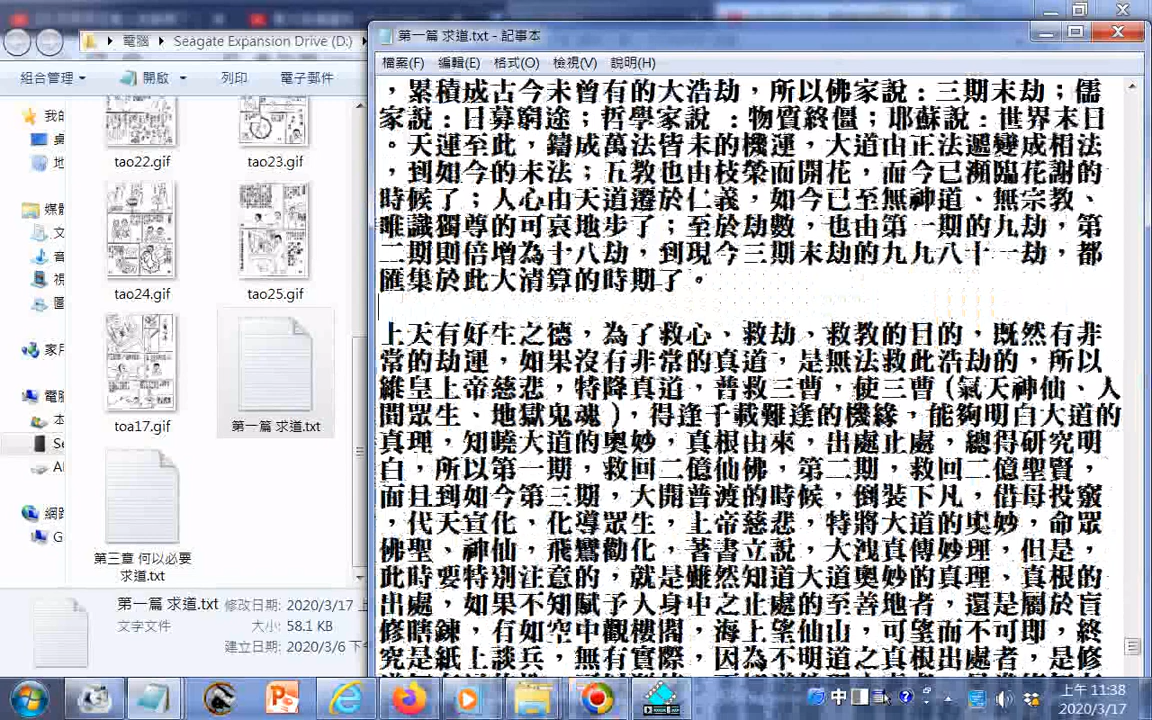 電腦 ▸ Seagate Expansion Drive (D:) ▸
組合管理 ▾ 開啟 ▾ 列印 電子郵件
我的
桌
地
媒體
文
音
視
圖
家用
電腦
本
Se
網路
tao22.gif
tao23.gif
tao24.gif
tao25.gif
toa17.gif
第一篇 求道.txt
第三章 何以必要
求道.txt
第一篇 求道.txt 修改日期: 2020/3/17 上
文字文件 大小: 58.1 KB
建立日期: 2020/3/6 下午
第一篇 求道.txt - 記事本
檔案(F) 編輯(E) 格式(O) 檢視(V) 說明(H)
,累積成古今未曾有的大浩劫,所以佛家說:三期末劫;儒
家說:日暮窮途;哲學家說:物質終僵;耶蘇說:世界末日
。天運至此,鑄成萬教皆未機運,大道由正法遞變成相法
,到如今的末法;五法也由的枝榮而開花,而今已瀕臨花謝的
時候了;人心由天道遷於仁義,如今已至無神道、無宗教、
唯識獨尊的可哀地步了;至於劫數,也由第一期的九劫,第
二期則倍增為十八劫,到現今三期末劫的九九八十一劫,都
匯集於此大清算的時期了。
上天有好生之德,為了救心、救劫、救教的目的,既然有非
常的劫運,如果沒有非常的真道,是無法救此浩劫的,所以
維皇上帝慈悲,特降真道,普救三曹,使三曹(氣天神仙、人
間眾生、地獄鬼魂),得逢千載難逢的機緣,能夠明白大道的
真理,知曉大道的奧妙,真根由來,出處止處,總得研究明
自,所以第一期,救回二億仙佛,第二期,救回二億聖賢,
而且到如今第三期,大開普渡的時候,倒裝下凡,借母投竅
,代天宣化,化導眾生,上帝慈悲,特將大道的奧妙,命眾
佛聖、神仙,飛鸞勸化,著書立說,大洩真傳妙理,但是,
此時要特別注意的,就是雖然知道大道奧妙的真理、真根的
出處,如果不知賦予人身中之止處的至善地者,還是屬於盲
修瞎鍊,有如空中觀樓閣,海上望仙山,可望而不可即,終
究是紙上談兵,無有實際,因為不明道之真根出處者,是修
中
上午 11:38
2020/3/17